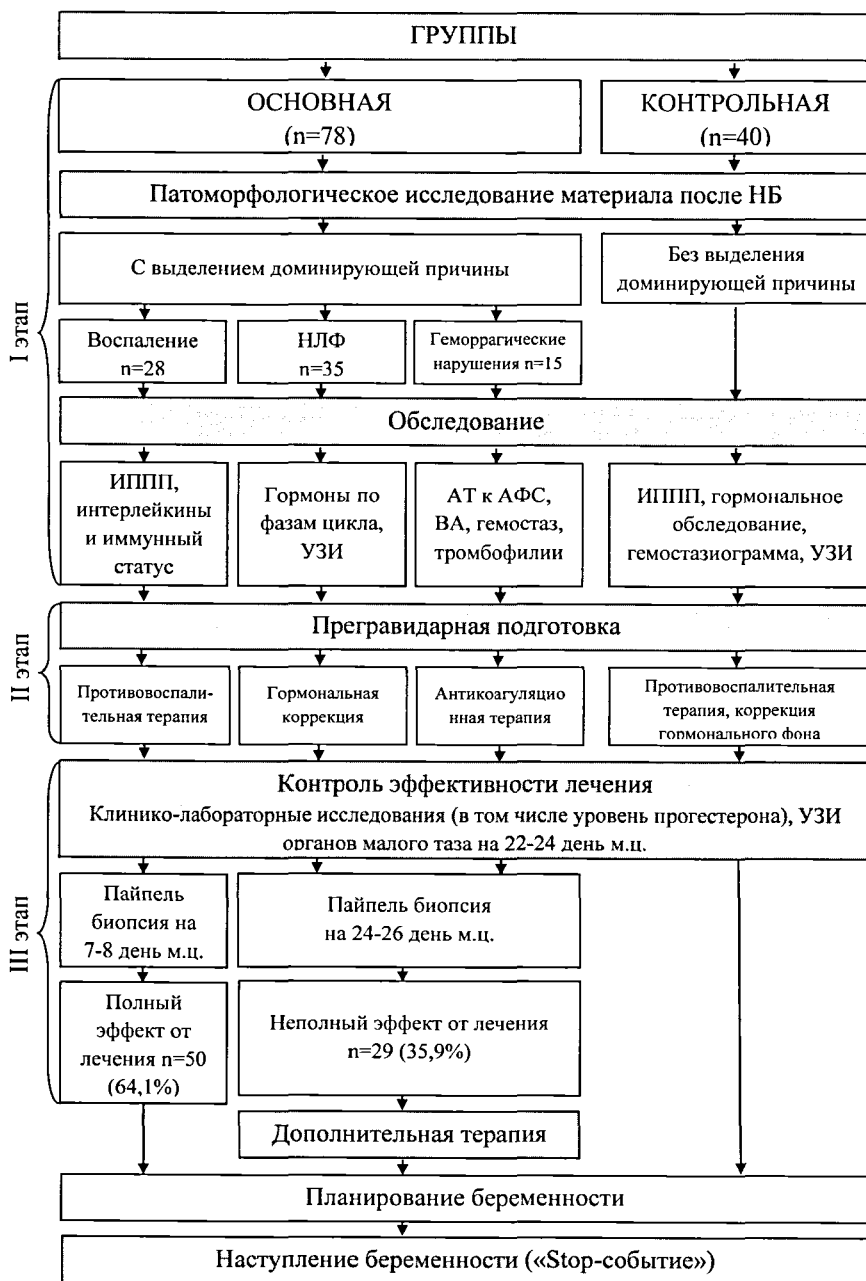 ГРУППЫ
ОСНОВНАЯ
(n=78)
КОНТРОЛЬНАЯ
(n=40)
Патоморфологическое исследование материала после НБ
С выделением доминирующей причины
Без выделения
доминирующей причины
I этап
Воспаление
n=28
НЛФ
n=35
Геморрагические
нарушения n=15
Обследование
ИППП,
интерлейкины
и иммунный
статус
Гормоны по
фазам цикла,
УЗИ
АТ к АФС,
ВА, гемостаз,
тромбофилии
ИППП, гормональное
обследование,
гемостазиограмма, УЗИ
II этап
Прегравидарная подготовка
Противовоспали-
тельная терапия
Гормональная
коррекция
Антикоагуляцио
нная терапия
Противовоспалительная
терапия, коррекция
гормонального фона
III этап
Контроль эффективности лечения
Клинико-лабораторные исследования (в том числе уровень прогестерона), УЗИ
органов малого таза на 22-24 день м.ц.
Пайпель
биопсия на
7-8 день м.ц.
Пайпель биопсия
на 24-26 день м.ц.
Полный
эффект от
лечения n=50
(64,1%)
Неполный эффект от лечения
n=29 (35,9%)
Дополнительная терапия
Планирование беременности
Наступление беременности («Stop-событие»)